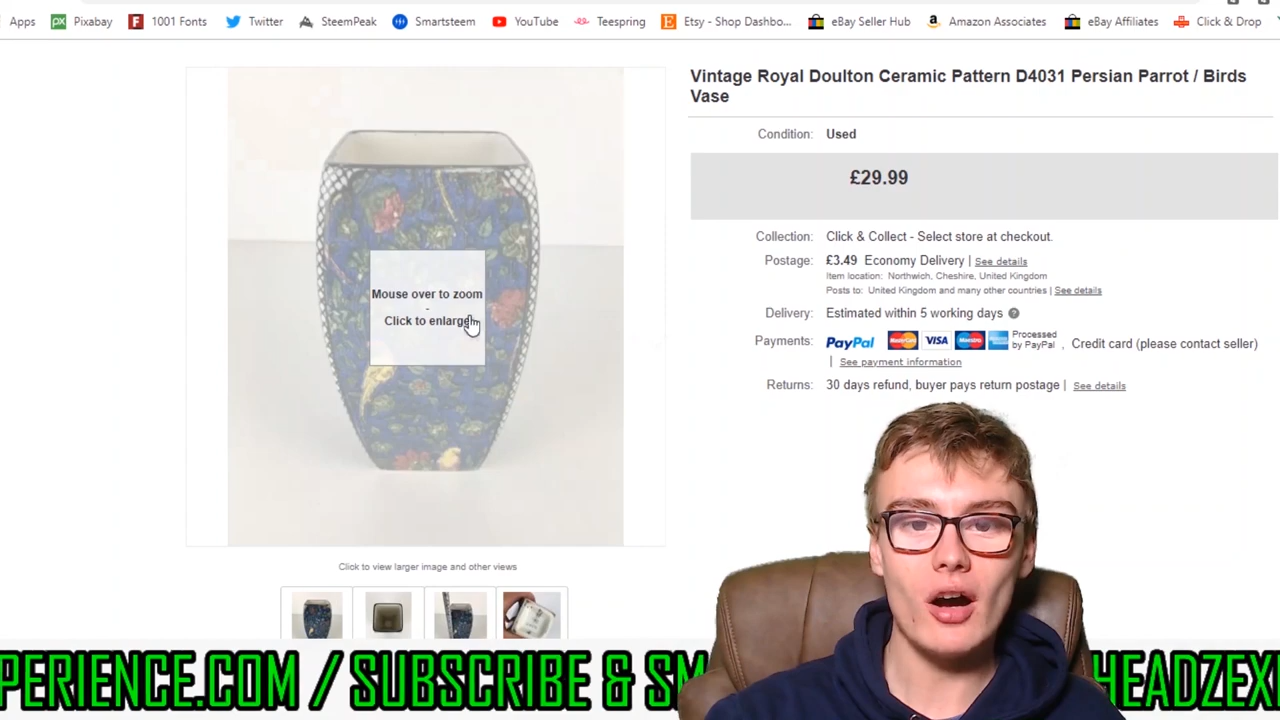 Apps Pixabay 1001 Fonts Twitter SteemPeak Smartsteem YouTube Teespring Etsy - Shop Dashbo... eBay Seller Hub Amazon Associates eBay Affiliates Click & Drop
Vintage Royal Doulton Ceramic Pattern D4031 Persian Parrot / Birds
Vase
Condition: Used
£29.99
Collection: Click & Collect - Select store at checkout.
Postage: £3.49 Economy Delivery | See details
Item location: Northwich, Cheshire, United Kingdom
Posts to: United Kingdom and many other countries | See details
Delivery: Estimated within 5 working days ?
Payments: PayPal MasterCard VISA Maestro Processed
by PayPal , Credit card (please contact seller)
| See payment information
Returns: 30 days refund, buyer pays return postage | See details
Mouse over to zoom
-
Click to enlarge
Click to view larger image and other views
PERIENCE.COM / SUBSCRIBE & SM HEADZEX